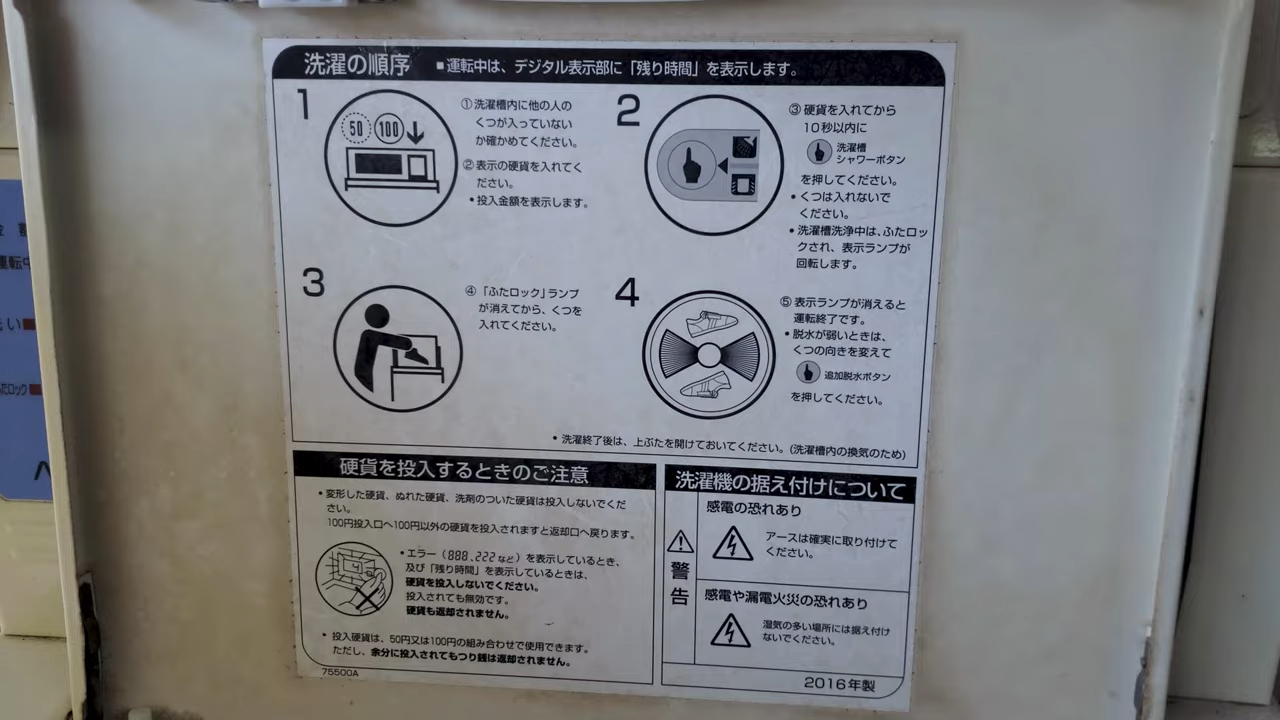 洗濯の順序 ■運転中は、デジタル表示部に「残り時間」を表示します。
1
50 100
①洗濯槽内に他の人の
くつが入っていない
か確かめてください。
②表示の硬貨を入れてく
ださい。
•投入金額を表示します。
2
③硬貨を入れてから
10秒以内に
洗濯槽
シャワーボタン
を押してください。
•くつは入れないで
ください。
•洗濯槽洗浄中は、ふたロッ
クされ、表示ランプが
回転します。
3
④「ふたロック」ランプ
が消えてから、くつを
入れてください。
4
⑤表示ランプが消えると
運転終了です。
•脱水が弱いときは、
くつの向きを変えて
追加脱水ボタン
を押してください。
•洗濯終了後は、上ぶたを開けておいてください。(洗濯槽内の換気のため)
硬貨を投入するときのご注意
•変形した硬貨、ぬれた硬貨、洗剤のついた硬貨は投入しないでくだ
さい。
100円投入口へ100円以外の硬貨を投入されますと返却口へ戻ります。
•エラー（888.222など）を表示しているとき、
及び「残り時間」を表示しているときは、
硬貨を投入しないでください。
投入されても無効です。
硬貨も返却されません。
•投入硬貨は、50円又は100円の組み合わせで使用できます。
ただし、余分に投入されてもつり銭は返却されません。
75500A
洗濯機の据え付けについて
警告
感電の恐れあり
アースは確実に取り付けて
ください。
感電や漏電火災の恐れあり
湿気の多い場所には据え付け
ないでください。
2016年製
運転中
い
ロック